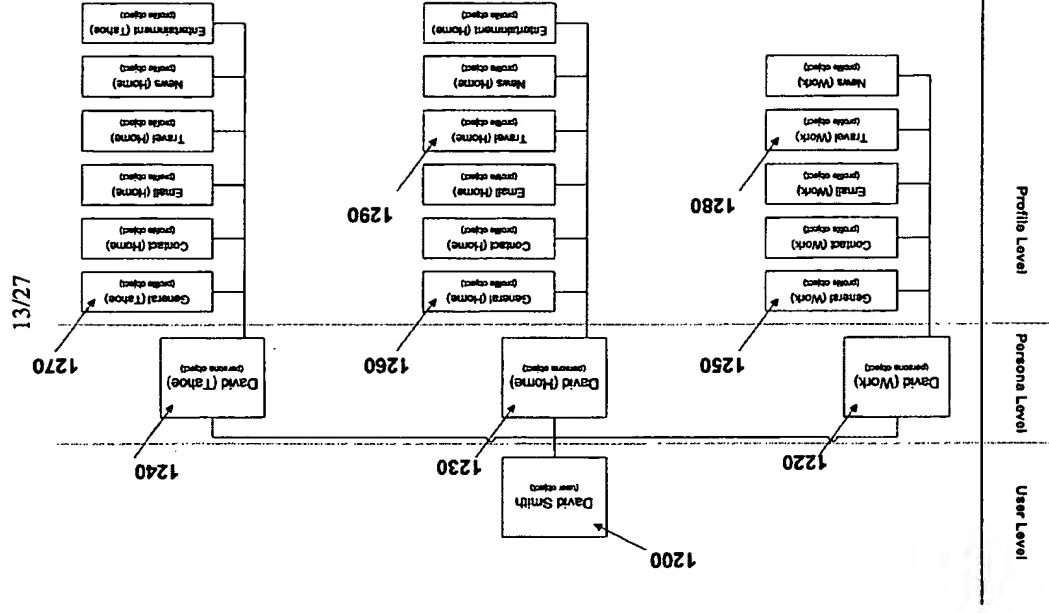 13/27
User Level
1200
David Smith
(user object)
Persona Level
1220
David (Work)
(persona object)
1230
David (Home)
(persona object)
1240
David (Tahoe)
(persona object)
Profile Level
1250
General (Work)
(profile object)
Contact (Work)
(profile object)
Email (Work)
(profile object)
1280
Travel (Work)
(profile object)
News (Work)
(profile object)
1260
General (Home)
(profile object)
Contact (Home)
(profile object)
Email (Home)
(profile object)
1290
Travel (Home)
(profile object)
News (Home)
(profile object)
Entertainment (Home)
(profile object)
1270
General (Tahoe)
(profile object)
Contact (Home)
(profile object)
Email (Home)
(profile object)
Travel (Home)
(profile object)
News (Home)
(profile object)
Entertainment (Tahoe)
(profile object)